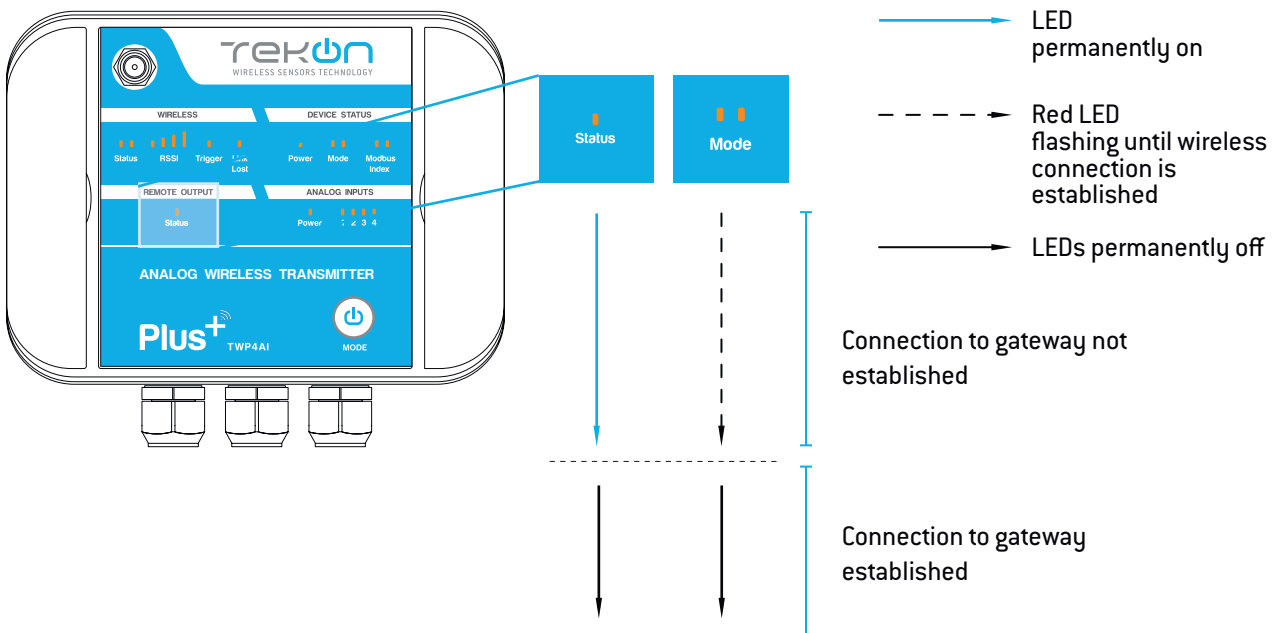 TEKON
WIRELESS SENSORS TECHNOLOGY
WIRELESS
DEVICE STATUS
Status RSSI Trigger Lost
Power Mode Modbus Index
REMOTE OUTPUT
ANALOG INPUTS
Status
Power 1 2 3 4
ANALOG WIRELESS TRANSMITTER
Plus+ TWP4AI
MODE
Status
Mode
LED
permanently on
Red LED
flashing until wireless
connection is
established
LEDs permanently off
Connection to gateway not
established
Connection to gateway
established